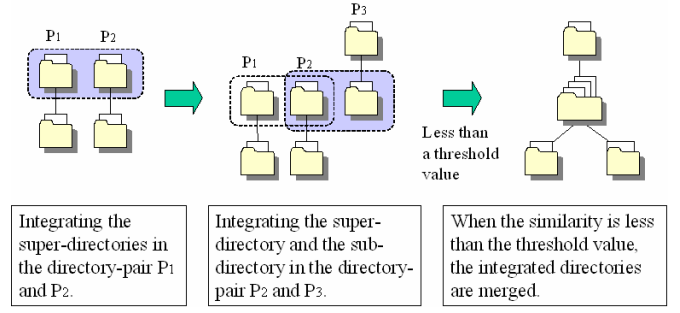 P3
P1 P2
P1 P2
Less than
a threshold
value
Integrating the
super-directories in
the directory-pair P1
and P2.
Integrating the super-
directory and the sub-
directory in the directory-
pair P2 and P3.
When the similarity is less
than the threshold value,
the integrated directories
are merged.